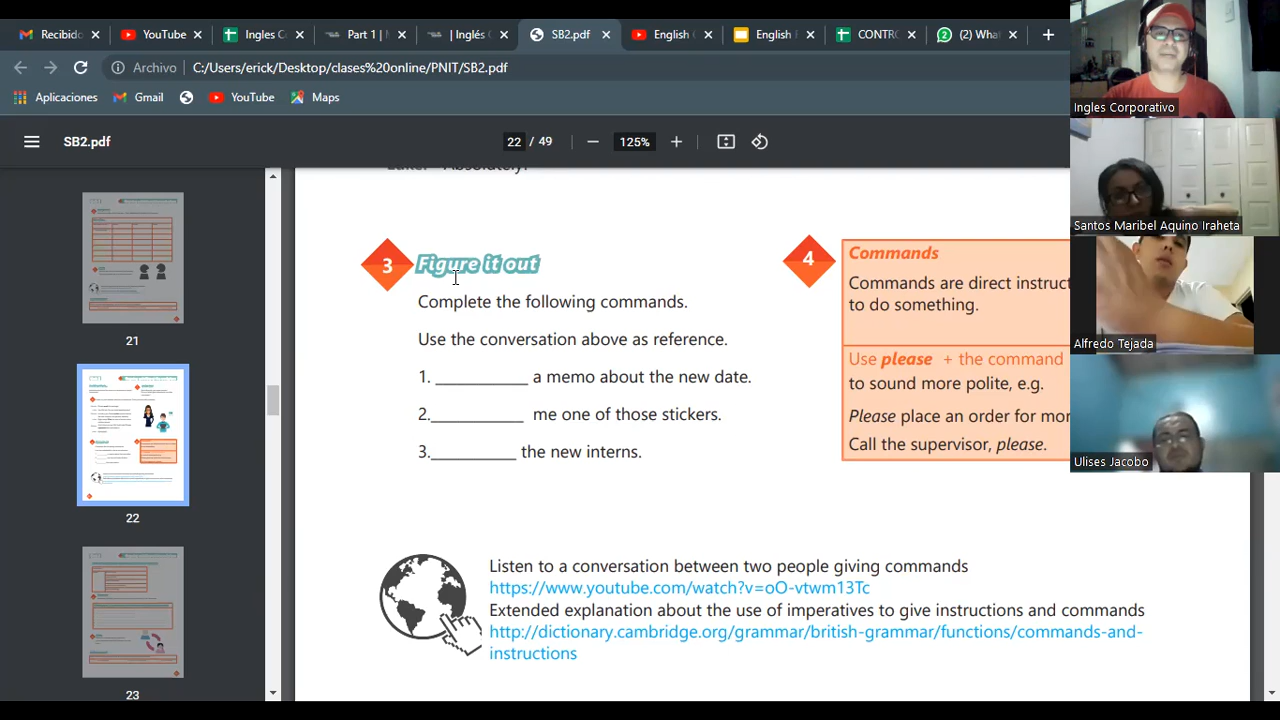 Recibido
YouTube
Ingles C
Part 1 |
| Inglés
SB2.pdf
English
English
CONTRO
(2) Wha
Archivo
C:/Users/erick/Desktop/clases%20online/PNIT/SB2.pdf
Aplicaciones
Gmail
YouTube
Maps
SB2.pdf
22 / 49
125%
21
22
23
3
Figure it out
Complete the following commands.
Use the conversation above as reference.
1. __________ a memo about the new date.
2.__________ me one of those stickers.
3._________ the new interns.
4
Commands
Commands are direct instruct
to do something.
Use please + the command
to sound more polite, e.g.
Please place an order for mor
Call the supervisor, please.
Listen to a conversation between two people giving commands
https://www.youtube.com/watch?v=oO-vtwm13Tc
Extended explanation about the use of imperatives to give instructions and commands
http://dictionary.cambridge.org/grammar/british-grammar/functions/commands-and-
instructions
Ingles Corporativo
Santos Maribel Aquino Iraheta
Alfredo Tejada
Ulises Jacobo